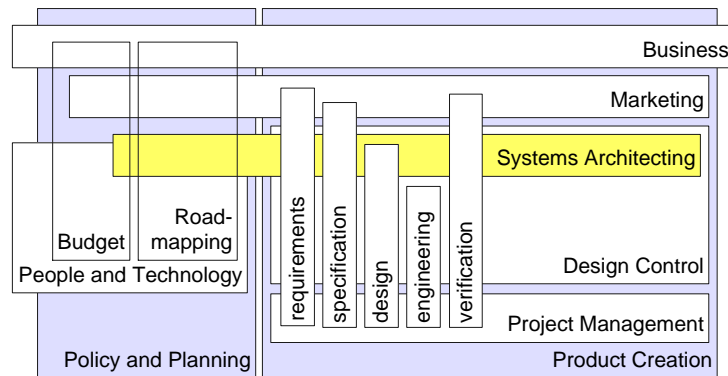 Business
Marketing
Systems Architecting
Road-
mapping
Budget
People and Technology
requirements
specification
design
engineering
verification
Design Control
Project Management
Policy and Planning
Product Creation